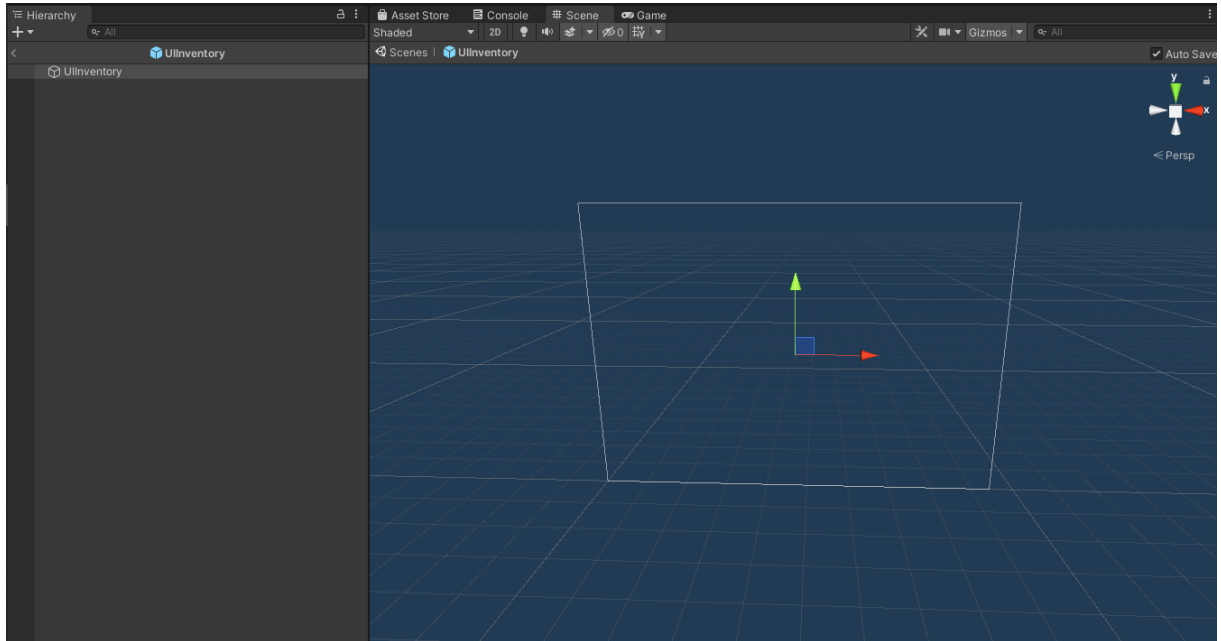 Hierarchy
All
UIInventory
UIInventory
Asset Store Console Scene Game
Shaded 2D 0 Gizmos All
Scenes | UIInventory Auto Save
y
x
Persp